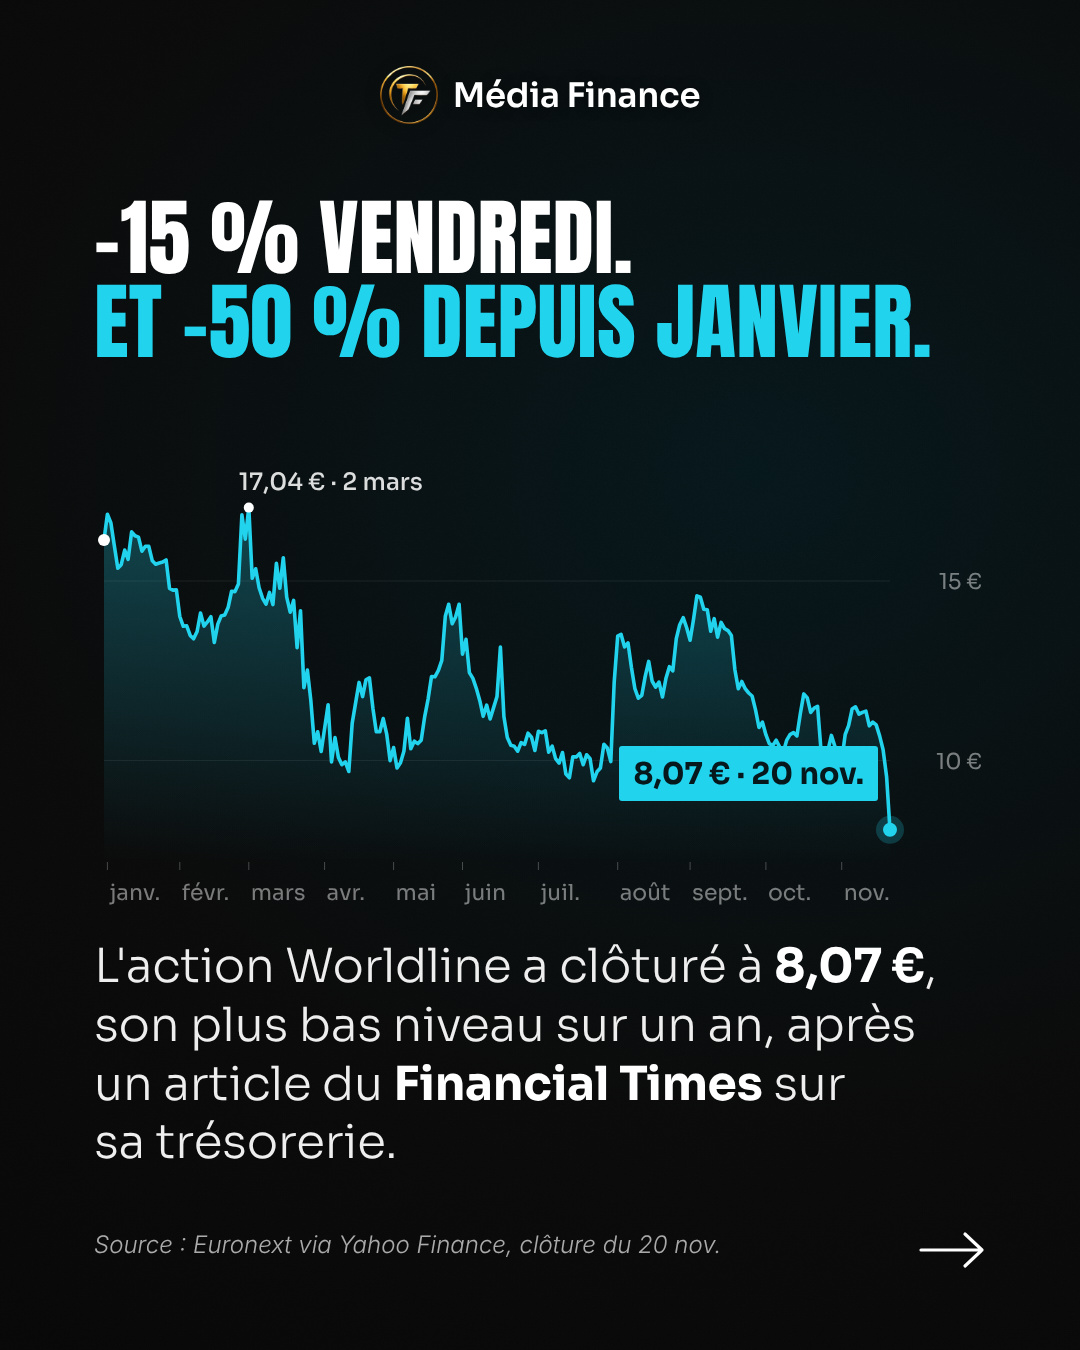 TF Média Finance
-15 % VENDREDI.
ET -50 % DEPUIS JANVIER.
17,04 € · 2 mars
15 €
10 €
8,07 € · 20 nov.
janv. févr. mars avr. mai juin juil. août sept. oct. nov.
L'action Worldline a clôturé à 8,07 €,
son plus bas niveau sur un an, après
un article du Financial Times sur
sa trésorerie.
Source : Euronext via Yahoo Finance, clôture du 20 nov.